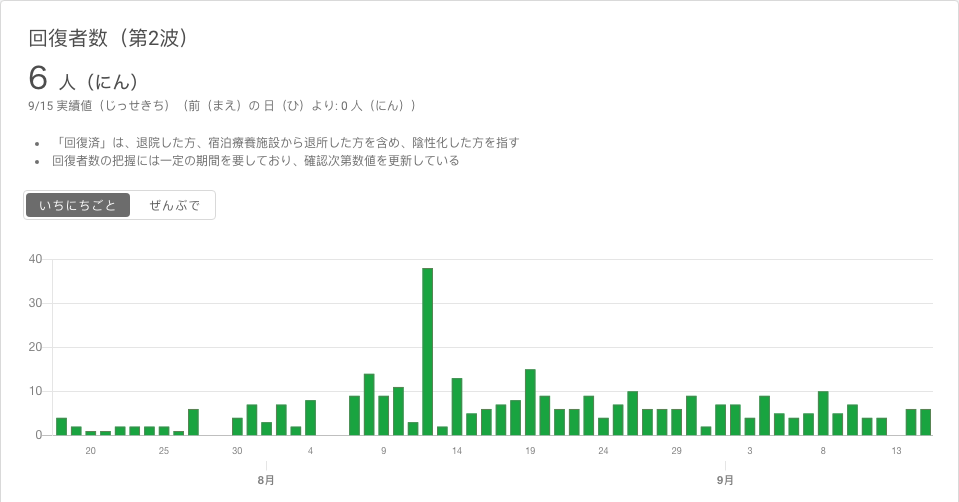 回復者数（第2波）
6 人（にん）
9/15 実績値（じっせきち）（前（まえ）の 日（ひ）より: 0 人（にん））
• 「回復済」は、退院した方、宿泊療養施設から退所した方を含め、陰性化した方を指す
• 回復者数の把握には一定の期間を要しており、確認次第数値を更新している
いちにちごと ぜんぶで
40
30
20
10
0
20 25 30 4 9 14 19 24 29 3 8 13
8月 9月